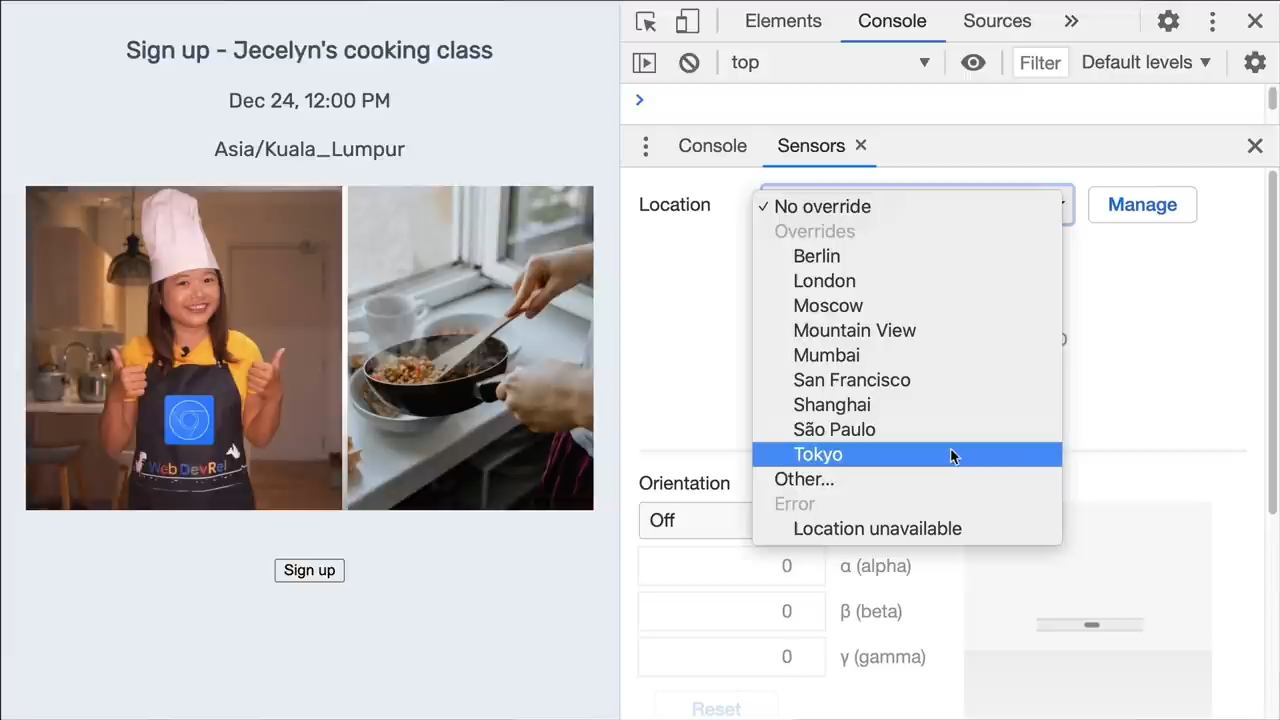 Sign up - Jecelyn's cooking class
Dec 24, 12:00 PM
Asia/Kuala_Lumpur
Web DevRel
Sign up
Elements Console Sources »
top Filter Default levels
Console Sensors
Location
Manage
✓ No override
Overrides
Berlin
London
Moscow
Mountain View
Mumbai
San Francisco
Shanghai
São Paulo
Tokyo
Other...
Error
Location unavailable
Orientation
Off
0 α (alpha)
0 β (beta)
0 γ (gamma)
Reset